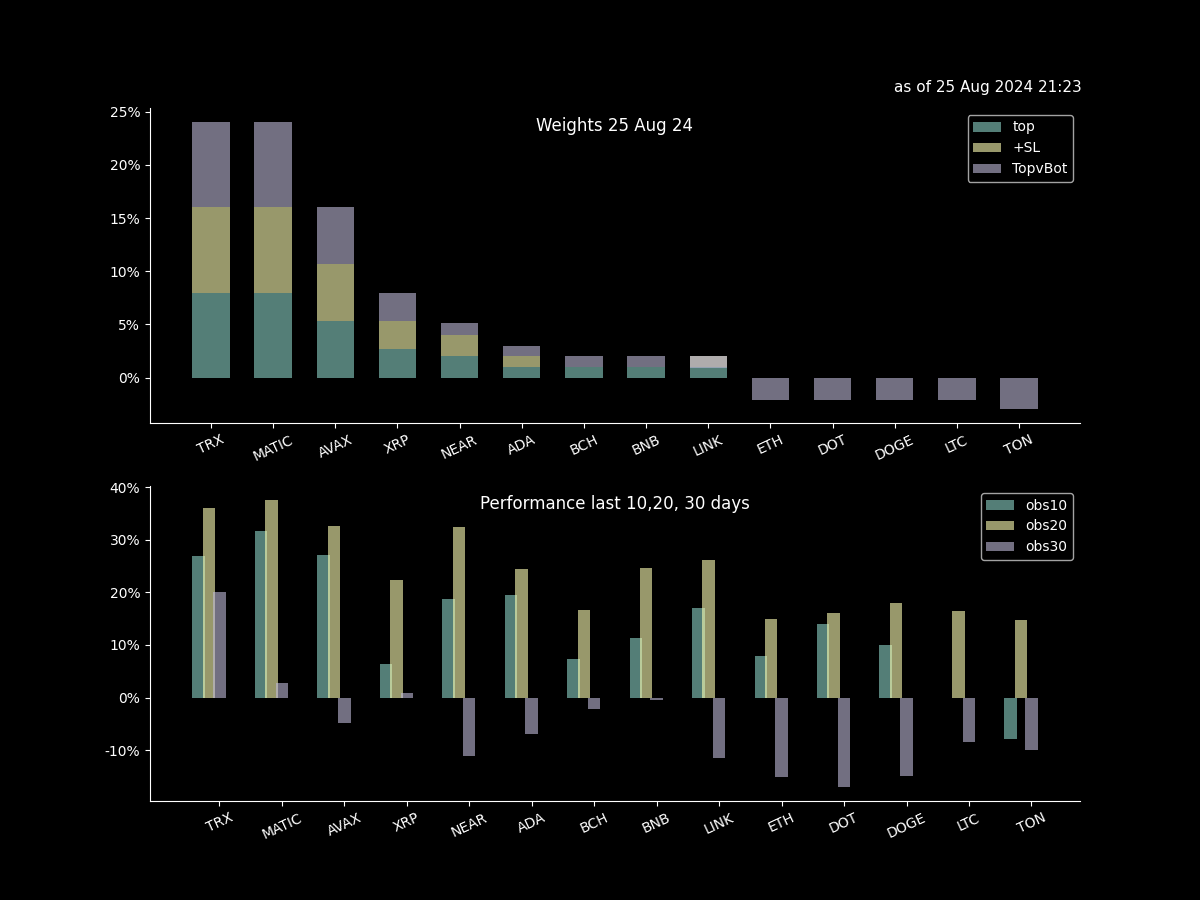 as of 25 Aug 2024 21:23
Weights 25 Aug 24
top
+SL
TopvBot
25%
20%
15%
10%
5%
0%
TRX MATIC AVAX XRP NEAR ADA BCH BNB LINK ETH DOT DOGE LTC TON
Performance last 10,20, 30 days
obs10
obs20
obs30
40%
30%
20%
10%
0%
-10%
TRX MATIC AVAX XRP NEAR ADA BCH BNB LINK ETH DOT DOGE LTC TON